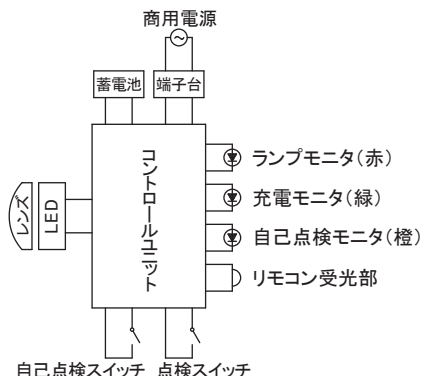 商用電源
蓄電池
端子台
コントロールユニット
レンズ
LED
ランプモニタ(赤)
充電モニタ(緑)
自己点検モニタ(橙)
リモコン受光部
自己点検スイッチ 点検スイッチ